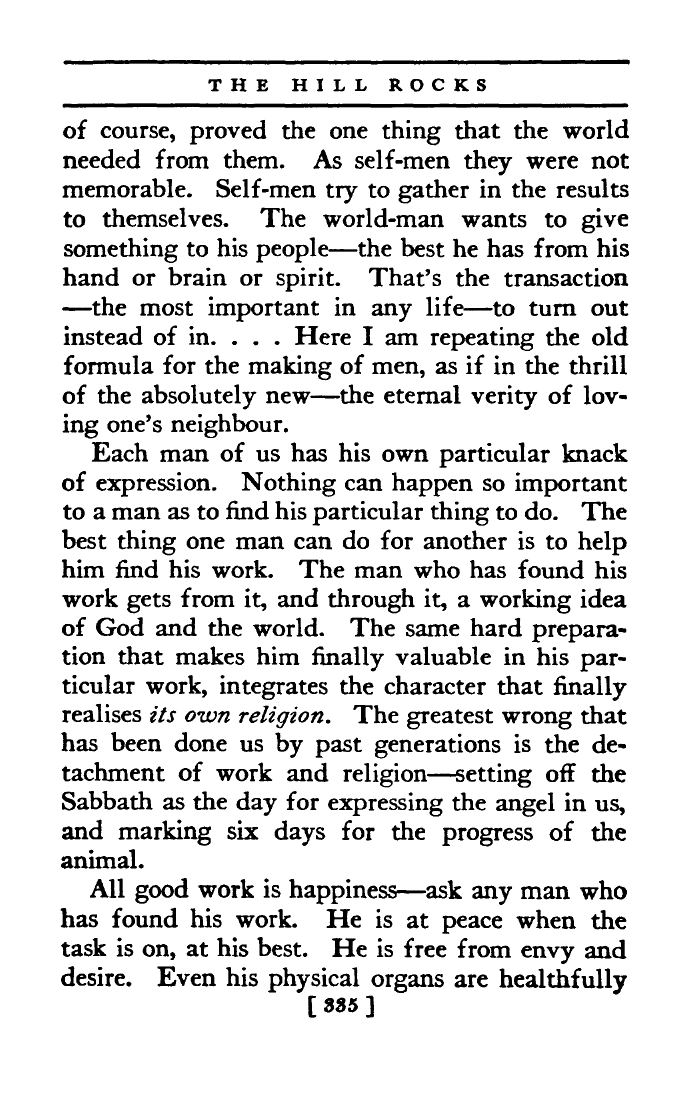 THE HILL ROCKS
of course, proved the one thing that the world
needed from them. As self-men they were not
memorable. Self-men try to gather in the results
to themselves. The world-man wants to give
something to his people—the best he has from his
hand or brain or spirit. That's the transaction
—the most important in any life—to turn out
instead of in. . . . Here I am repeating the old
formula for the making of men, as if in the thrill
of the absolutely new—the eternal verity of lov-
ing one's neighbour.
Each man of us has his own particular knack
of expression. Nothing can happen so important
to a man as to find his particular thing to do. The
best thing one man can do for another is to help
him find his work. The man who has found his
work gets from it, and through it, a working idea
of God and the world. The same hard prepara-
tion that makes him finally valuable in his par-
ticular work, integrates the character that finally
realises its own religion. The greatest wrong that
has been done us by past generations is the de-
tachment of work and religion—setting off the
Sabbath as the day for expressing the angel in us,
and marking six days for the progress of the
animal.
All good work is happiness—ask any man who
has found his work. He is at peace when the
task is on, at his best. He is free from envy and
desire. Even his physical organs are healthfully
[ 335 ]